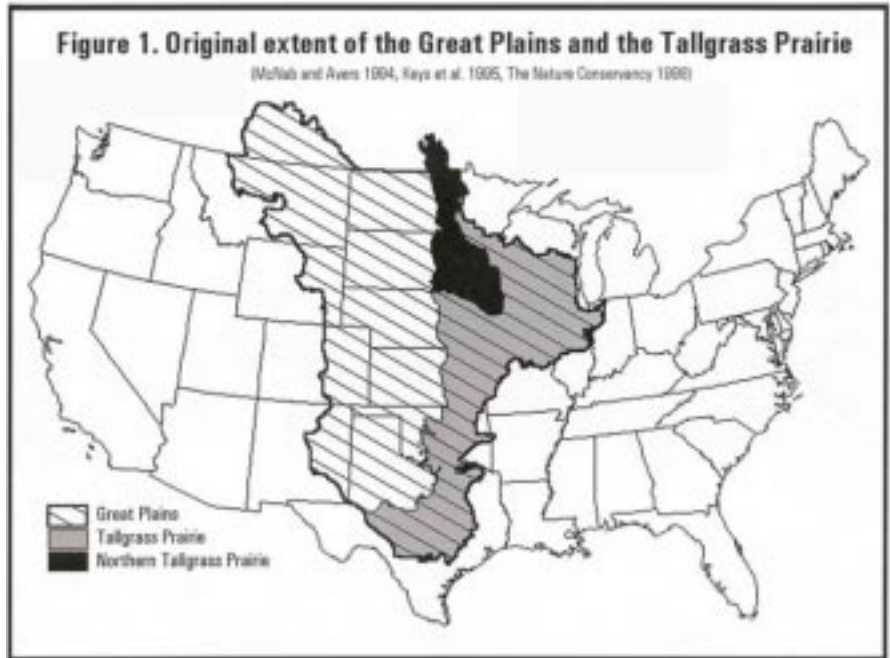 Figure 1. Original extent of the Great Plains and the Tallgrass Prairie
(McNab and Avers 1994, Keys et al. 1995, The Nature Conservancy 1998)
Great Plains
Tallgrass Prairie
Northern Tallgrass Prairie